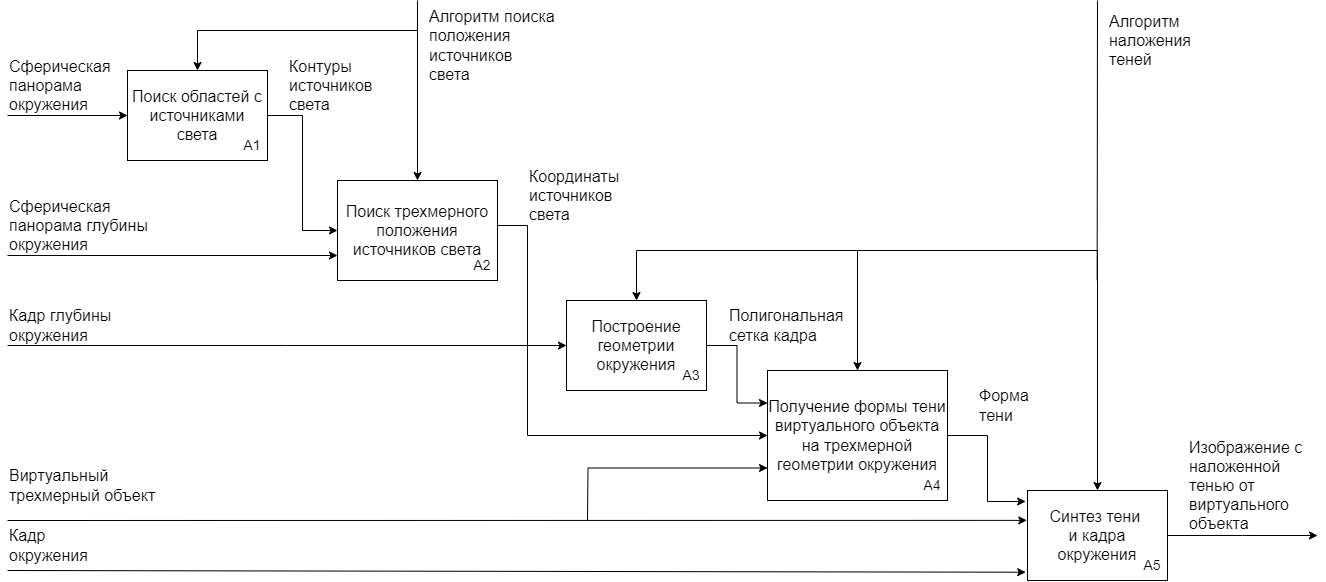 Алгоритм поиска
положения
источников
света
Алгоритм
наложения
теней
Сферическая
панорама
окружения
Поиск областей с
источниками
света
A1
Контуры
источников
света
Сферическая
панорама глубины
окружения
Поиск трехмерного
положения
источников света
A2
Координаты
источников
света
Кадр глубины
окружения
Построение
геометрии
окружения
A3
Полигональная
сетка кадра
Получение формы тени
виртуального объекта
на трехмерной
геометрии окружения
A4
Форма
тени
Виртуальный
трехмерный объект
Кадр
окружения
Синтез тени
и кадра
окружения
A5
Изображение с
наложенной
тенью от
виртуального
объекта